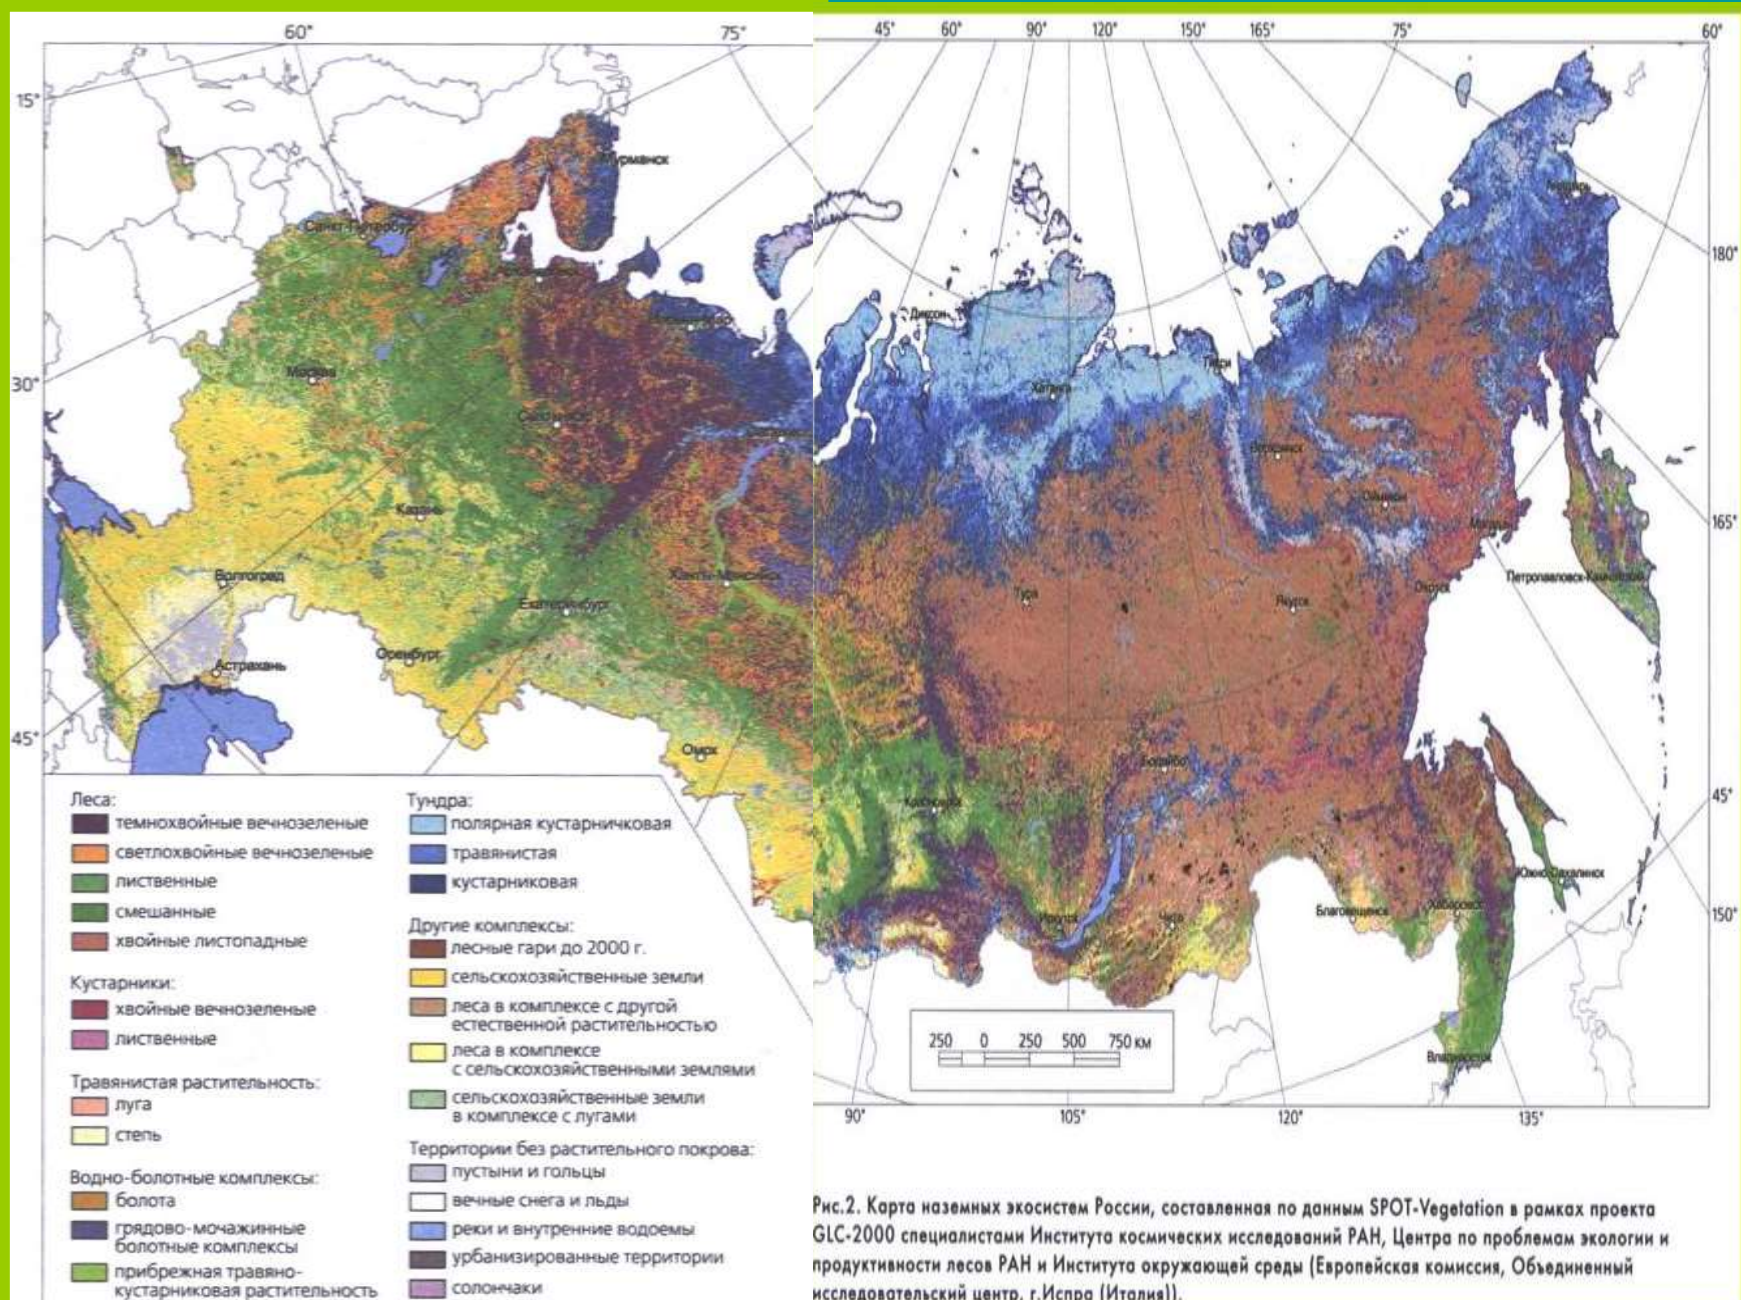 60°
75°
45°
60°
90°
120°
150°
165°
75°
60°
15°
Мурманск
Санкт-Петербург
180°
Диксон
Тикси
Хатанга
30°
Москва
Верхоянск
Оймякон
Казань
Магадан
165°
Волгоград
Ханты-Мансийск
Петропавловск-Камчатский
Екатеринбург
Тура
Якутск
Охотск
Оренбург
Астрахань
45°
Омск
Бодайбо
45°
Красноярск
Южно-Сахалинск
Иркутск
Чита
Благовещенск
Хабаровск
150°
Владивосток
250 0 250 500 750 км
90°
105°
120°
135°
Леса:
темнохвойные вечнозеленые
светлохвойные вечнозеленые
лиственные
смешанные
хвойные листопадные
Кустарники:
хвойные вечнозеленые
лиственные
Травянистая растительность:
луга
степь
Водно-болотные комплексы:
болота
грядово-мочажинные
болотные комплексы
прибрежная травяно-
кустарниковая растительность
Тундра:
полярная кустарничковая
травянистая
кустарниковая
Другие комплексы:
лесные гари до 2000 г.
сельскохозяйственные земли
леса в комплексе с другой
естественной растительностью
леса в комплексе
с сельскохозяйственными землями
сельскохозяйственные земли
в комплексе с лугами
Территории без растительного покрова:
пустыни и гольцы
вечные снега и льды
реки и внутренние водоемы
урбанизированные территории
солончаки
Рис.2. Карта наземных экосистем России, составленная по данным SPOT-Vegetation в рамках проекта
GLC-2000 специалистами Института космических исследований РАН, Центра по проблемам экологии и
продуктивности лесов РАН и Института окружающей среды (Европейская комиссия, Объединенный
исследовательский центр, г.Испра (Италия)).